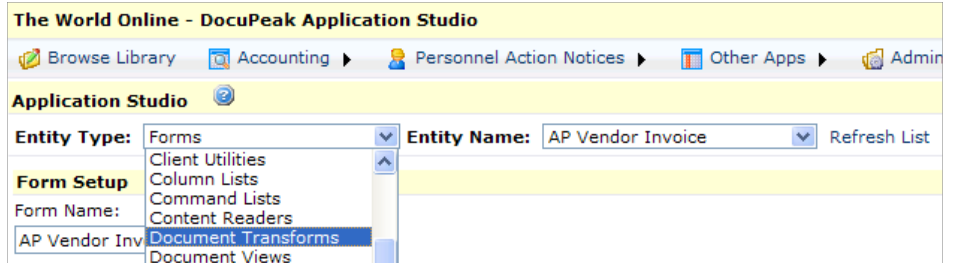 The World Online - DocuPeak Application Studio
Browse Library Accounting Personnel Action Notices Other Apps Admin
Application Studio
Entity Type: Forms Entity Name: AP Vendor Invoice Refresh List
Client Utilities
Form Setup Column Lists
Command Lists
Form Name: Content Readers
AP Vendor Inv Document Transforms
Document Views